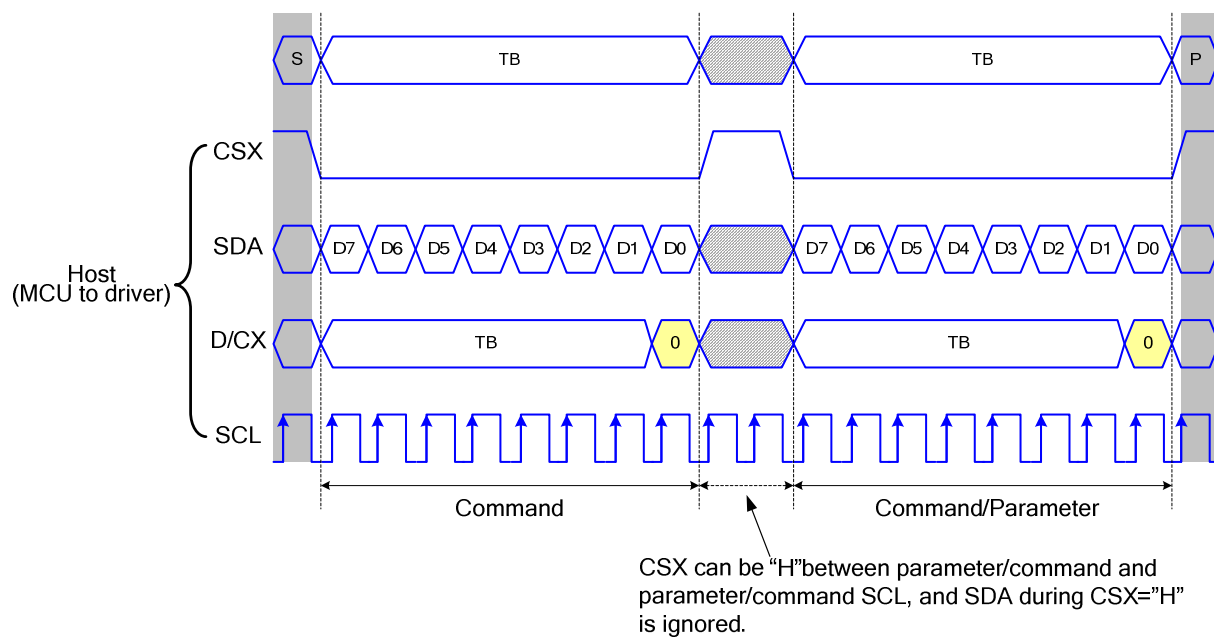 S TB TB P
CSX
SDA D7 D6 D5 D4 D3 D2 D1 D0 D7 D6 D5 D4 D3 D2 D1 D0
Host
(MCU to driver)
D/CX TB 0 TB 0
SCL
Command Command/Parameter
CSX can be “H”between parameter/command and
parameter/command SCL, and SDA during CSX=”H”
is ignored.